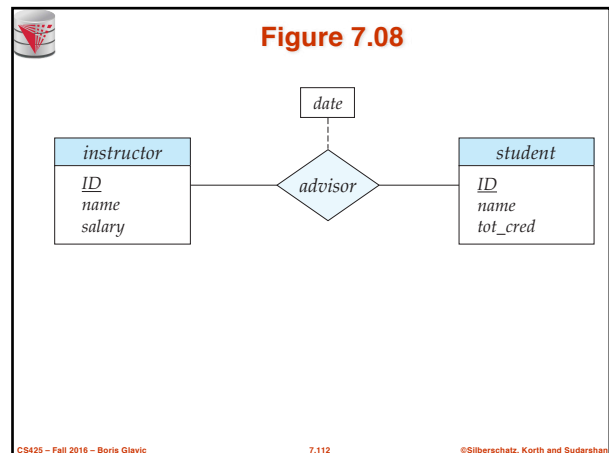 Figure 7.08
date
instructor
ID
name
salary
advisor
student
ID
name
tot_cred
CS425 – Fall 2016 – Boris Glavic
7.112
©Silberschatz, Korth and Sudarshan